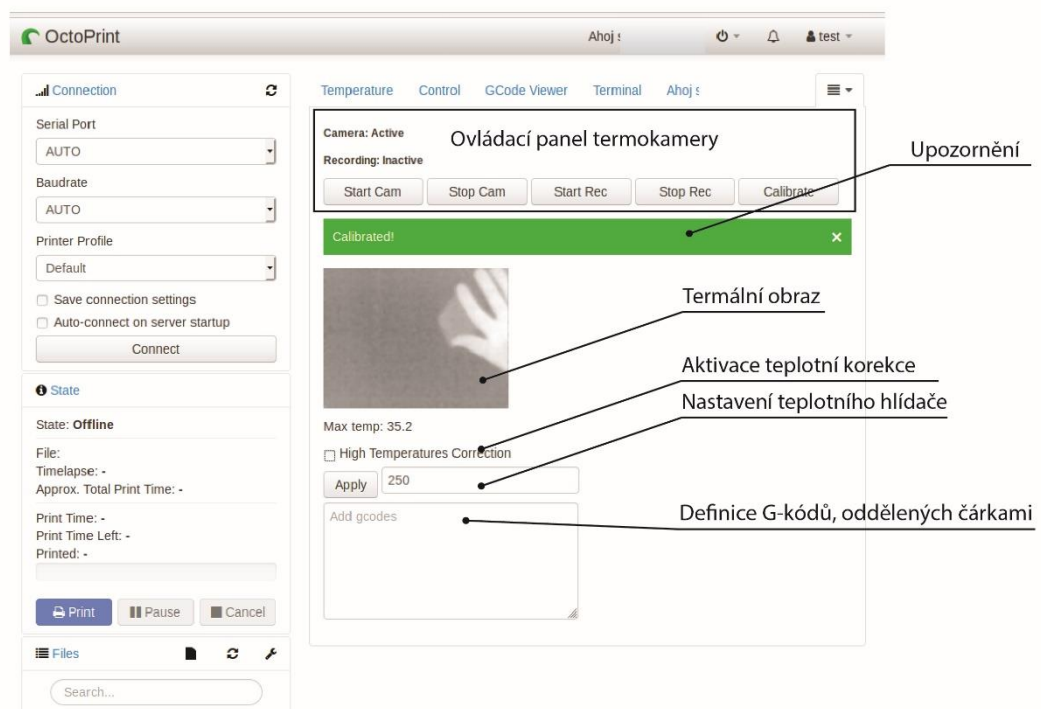 OctoPrint
Ahoj
test
Connection
Serial Port
AUTO
Baudrate
AUTO
Printer Profile
Default
Save connection settings
Auto-connect on server startup
Connect
State
State: Offline
File:
Timelapse: -
Approx. Total Print Time: -
Print Time: -
Print Time Left: -
Printed: -
Print Pause Cancel
Files
Search...
Temperature Control GCode Viewer Terminal Ahoj
Camera: Active
Ovládací panel termokamery
Recording: Inactive
Start Cam Stop Cam Start Rec Stop Rec Calibrate
Upozornění
Calibrated!
Termální obraz
Max temp: 35.2
Aktivace teplotní korekce
High Temperatures Correction
Nastavení teplotního hlídače
Apply 250
Add gcodes
Definice G-kódů, oddělených čárkami